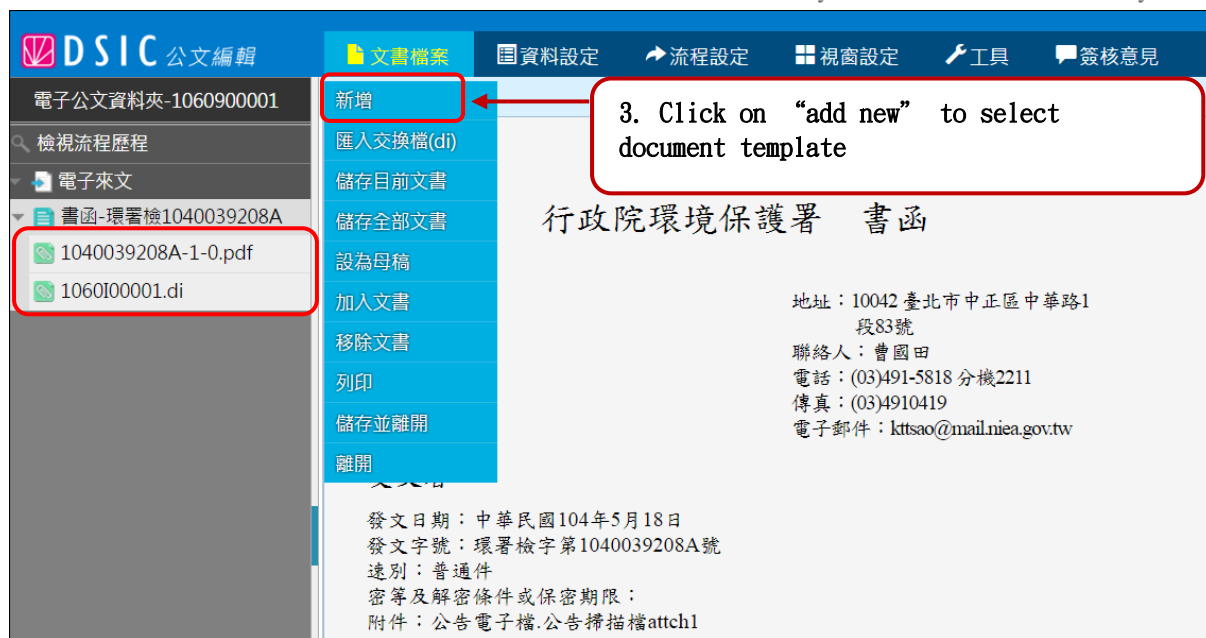 DSIC 公文編輯
文書檔案 資料設定 流程設定 視窗設定 工具 簽核意見
電子公文資料夾-1060900001
檢視流程歷程
電子來文
書函-環署檢1040039208A
1040039208A-1-0.pdf
1060I00001.di
新增
匯入交換檔(di)
儲存目前文書
儲存全部文書
設為母稿
加入文書
移除文書
列印
儲存並離開
離開
3. Click on “add new” to select
document template
行政院環境保護署 書函
地址：10042 臺北市中正區中華路1
段83號
聯絡人：曹國田
電話：(03)491-5818 分機2211
傳真：(03)4910419
電子郵件：kttsao@mail.niea.gov.tw
發文日期：中華民國104年5月18日
發文字號：環署檢字第1040039208A號
速別：普通件
密等及解密條件或保密期限：
附件：公告電子檔.公告掃描檔attch1